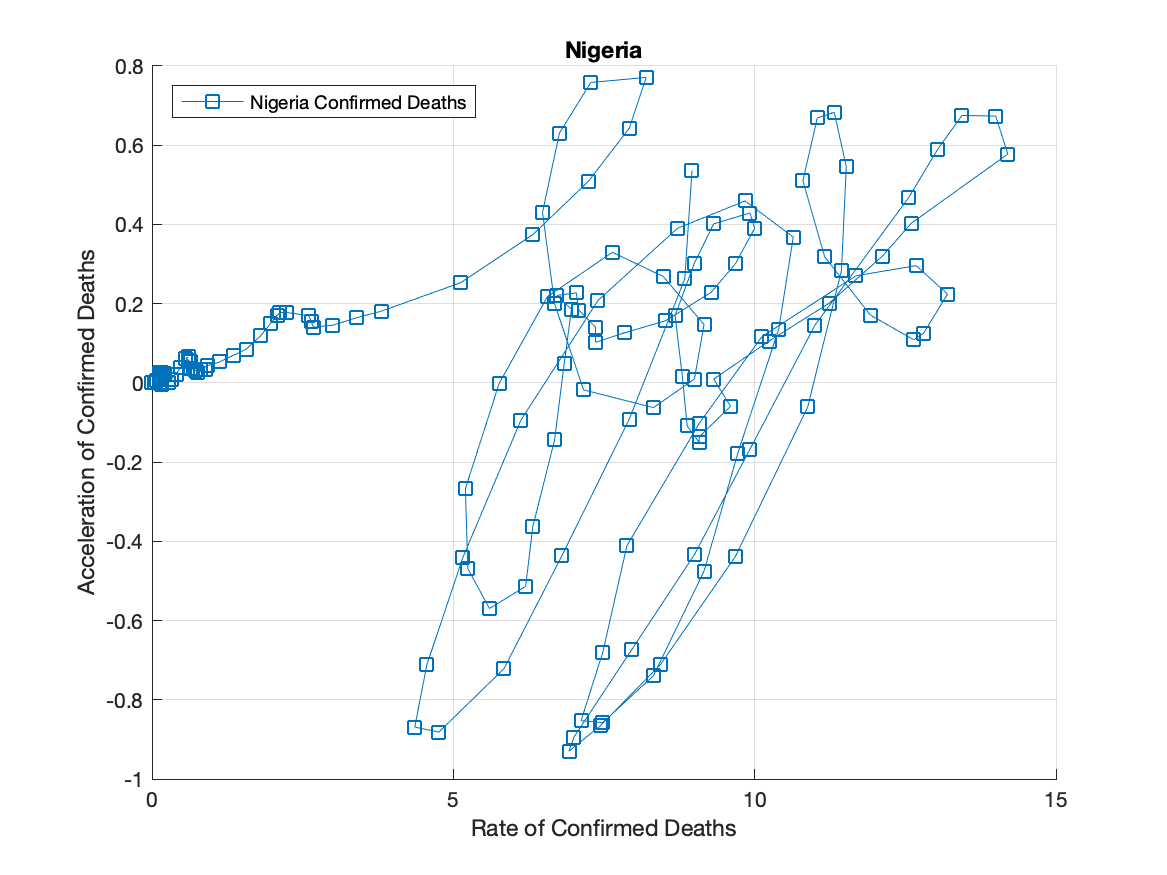 Nigeria
Nigeria Confirmed Deaths
0.8
0.6
0.4
0.2
0
-0.2
-0.4
-0.6
-0.8
-1
Acceleration of Confirmed Deaths
0 5 10 15
Rate of Confirmed Deaths